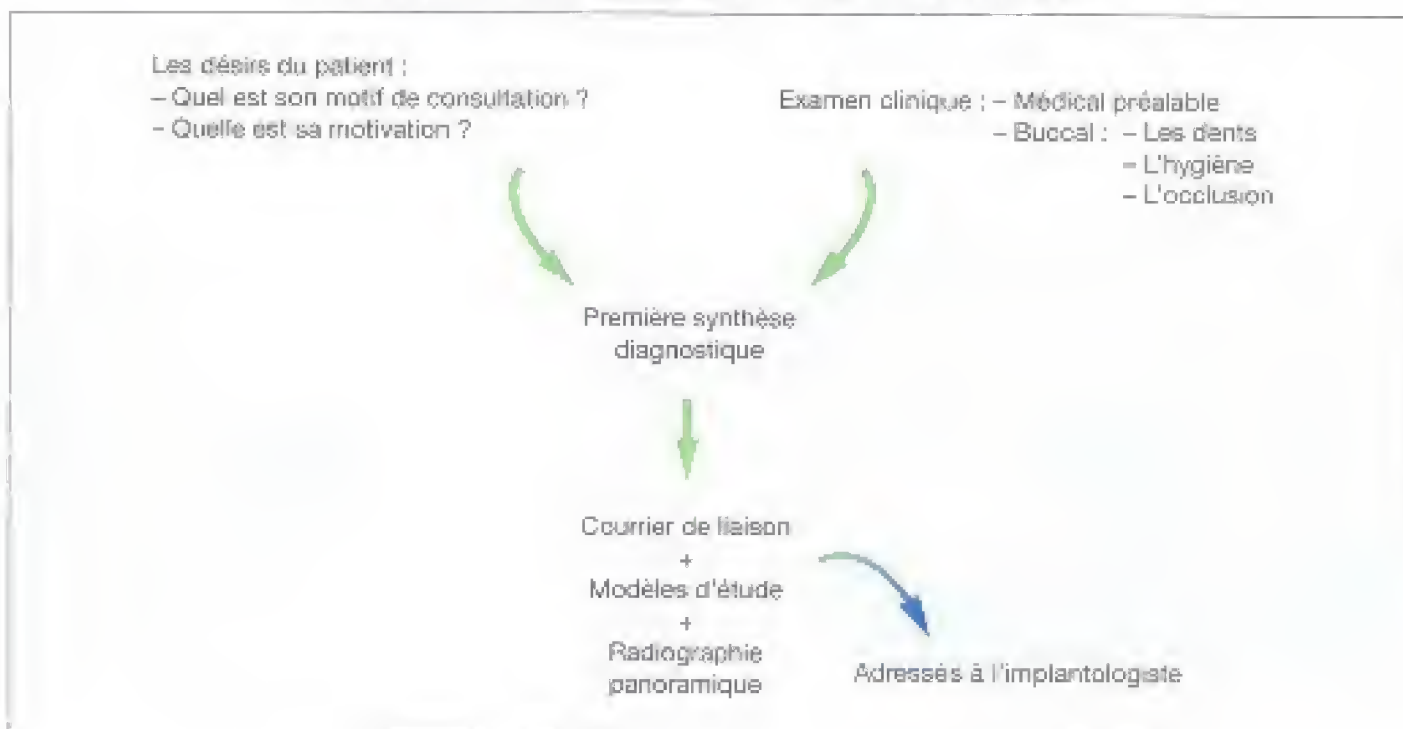 Les désirs du patient :
– Quel est son motif de consultation ?
– Quelle est sa motivation ?
Examen clinique : – Médical préalable
– Buccal : – Les dents
– L'hygiène
– L'occlusion
Première synthèse
diagnostique
Courrier de liaison
+
Modèles d'étude
+
Radiographie
panoramique
Adressés à l'implantologiste